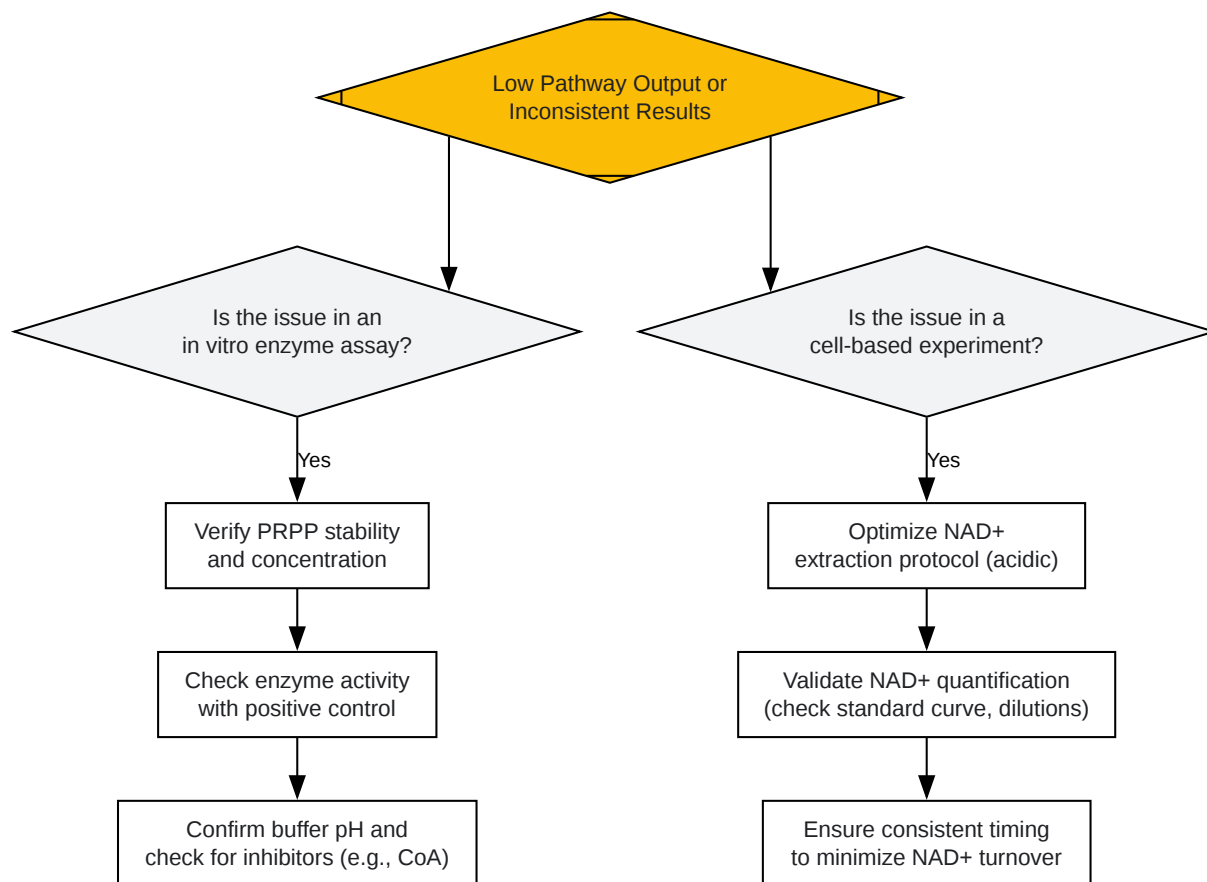 Low Pathway Output or
Inconsistent Results
Is the issue in an
in vitro enzyme assay?
Is the issue in a
cell-based experiment?
Yes
Yes
Verify PRPP stability
and concentration
Optimize NAD+
extraction protocol (acidic)
Check enzyme activity
with positive control
Validate NAD+ quantification
(check standard curve, dilutions)
Confirm buffer pH and
check for inhibitors (e.g., CoA)
Ensure consistent timing
to minimize NAD+ turnover